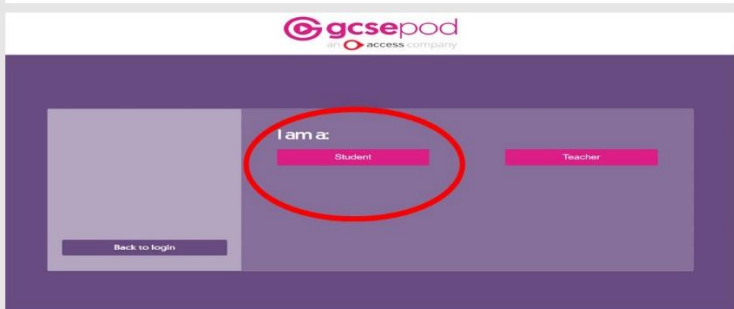 gcsepod
an access company
I am a:
Student
Teacher
Back to login